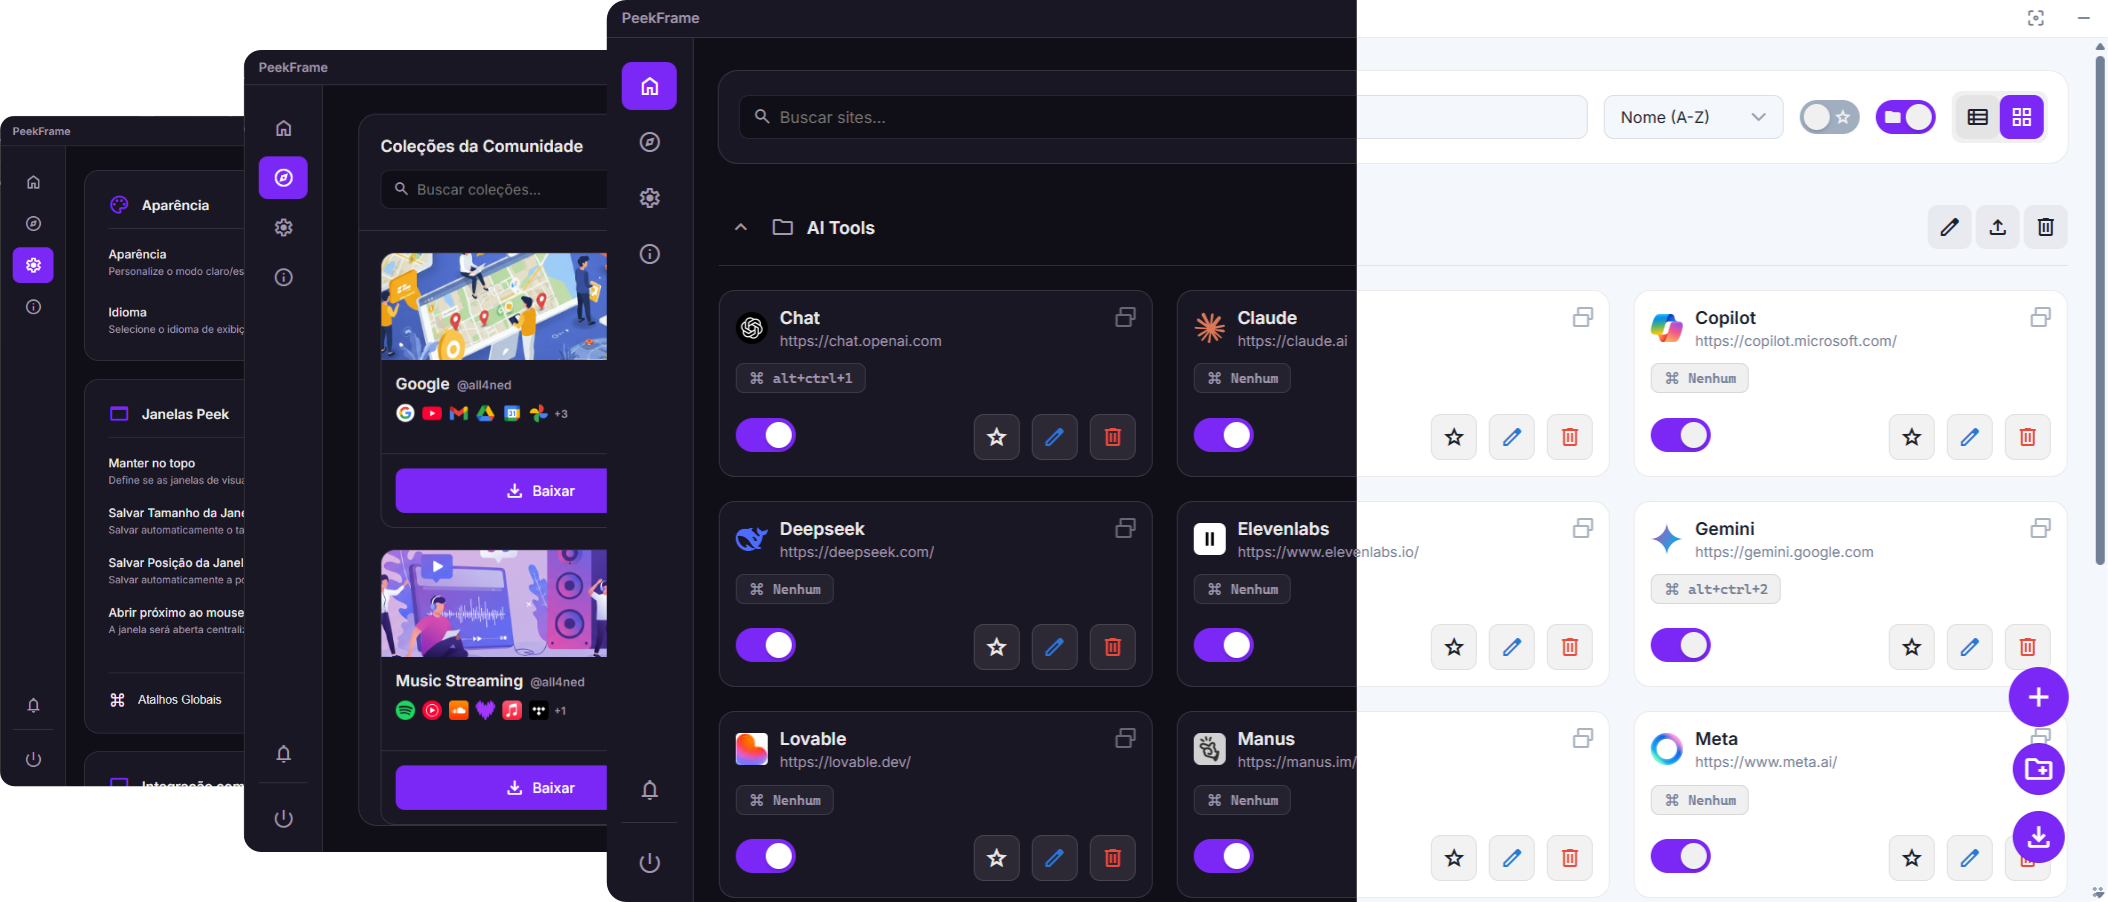 PeekFrame
Aparência
Aparência
Personalize o modo claro/es
Idioma
Selecione o idioma de exibiç
Janelas Peek
Manter no topo
Define se as janelas de visua
Salvar Tamanho da Jane
Salvar automaticamente o ta
Salvar Posição da Janel
Salvar automaticamente a po
Abrir próximo ao mouse
A janela será aberta centraliz
Atalhos Globais
PeekFrame
Coleções da Comunidade
Buscar coleções...
Google @all4ned
+3
Baixar
Music Streaming @all4ned
+1
Baixar
PeekFrame
Buscar sites...
Nome (A-Z)
AI Tools
Chat
https://chat.openai.com
alt+ctrl+1
Claude
https://claude.ai
Nenhum
Copilot
https://copilot.microsoft.com/
Nenhum
Deepseek
https://deepseek.com/
Nenhum
Elevenlabs
https://www.elevenlabs.io/
Nenhum
Gemini
https://gemini.google.com
alt+ctrl+2
Lovable
https://lovable.dev/
Nenhum
Manus
https://manus.im/
Nenhum
Meta
https://www.meta.ai/
Nenhum